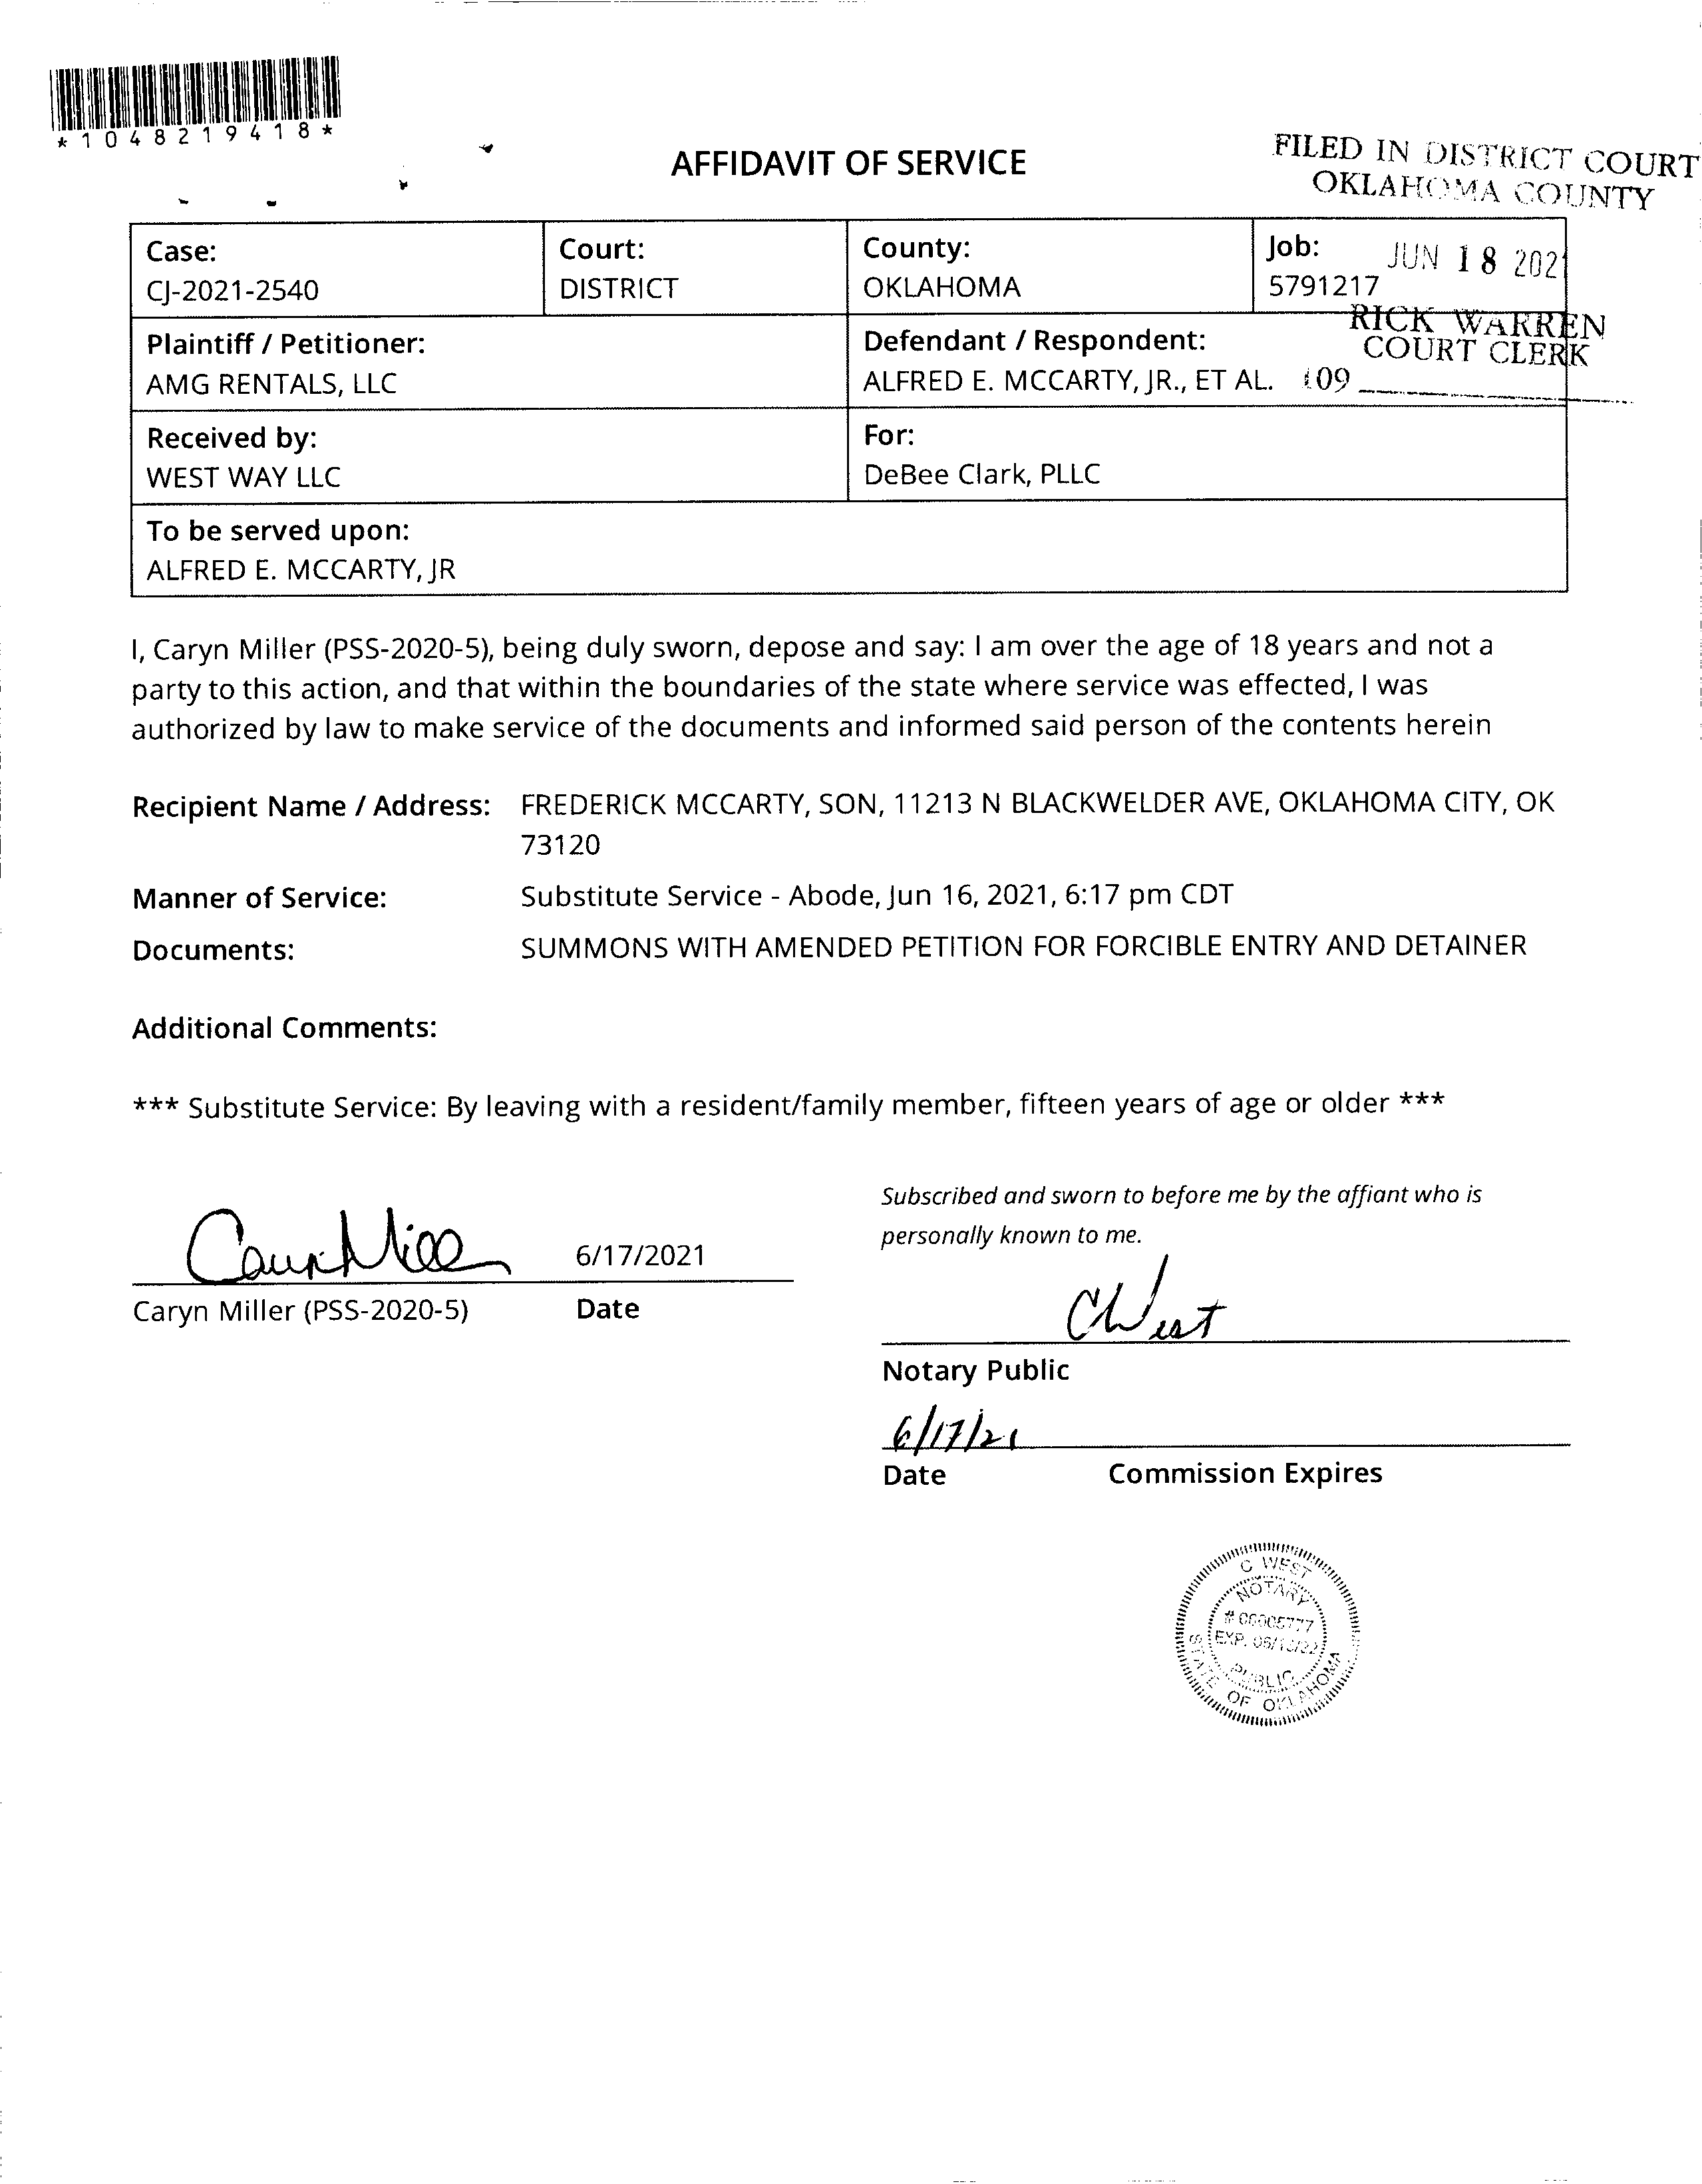 *1048219418*
AFFIDAVIT OF SERVICE
FILED IN DISTRICT COURT
OKLAHOMA COUNTY
Case:
CJ-2021-2540
Court:
DISTRICT
County:
OKLAHOMA
Job:
5791217
JUN 18 202
RICK WARREN
COURT CLERK
109
Plaintiff / Petitioner:
AMG RENTALS, LLC
Defendant / Respondent:
ALFRED E. MCCARTY, JR., ET AL.
Received by:
WEST WAY LLC
For:
DeBee Clark, PLLC
To be served upon:
ALFRED E. MCCARTY, JR
I, Caryn Miller (PSS-2020-5), being duly sworn, depose and say: I am over the age of 18 years and not a
party to this action, and that within the boundaries of the state where service was effected, I was
authorized by law to make service of the documents and informed said person of the contents herein
Recipient Name / Address: FREDERICK MCCARTY, SON, 11213 N BLACKWELDER AVE, OKLAHOMA CITY, OK
73120
Manner of Service: Substitute Service - Abode, Jun 16, 2021, 6:17 pm CDT
Documents: SUMMONS WITH AMENDED PETITION FOR FORCIBLE ENTRY AND DETAINER
Additional Comments:
*** Substitute Service: By leaving with a resident/family member, fifteen years of age or older ***
Caryn Miller 6/17/2021
Caryn Miller (PSS-2020-5) Date
Subscribed and sworn to before me by the affiant who is
personally known to me.
CWest
Notary Public
6/17/21
Date Commission Expires
C WEST
NOTARY
# 00005777
EXP.
PUBLIC
STATE OF OKLAHOMA